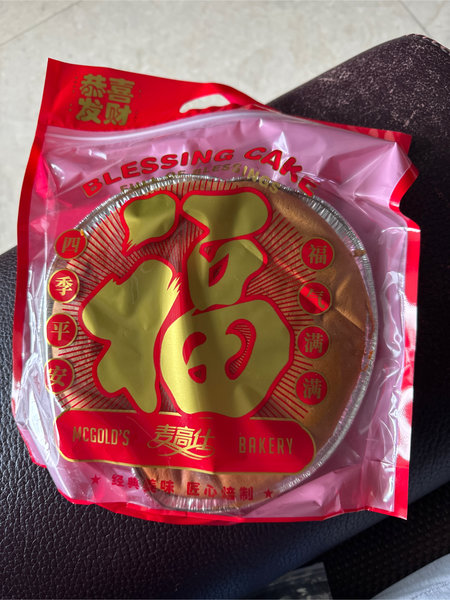 恭喜
发财
BLESSING CAKE
福
四季平安
福气满满
MCGOLD'S 麦高仕 BAKERY
★ 经典美味 匠心焙制 ★